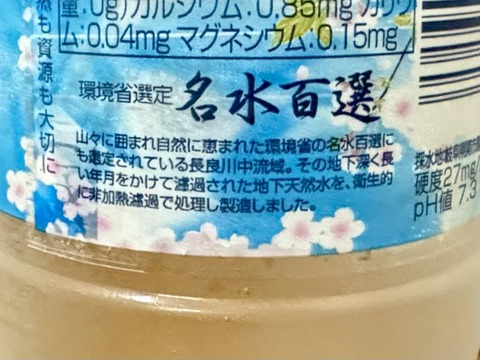 量:0g)カルシウム:0.85mg カリウ
ム:0.04mg マグネシウム:0.15mg
然も資源も大切に
環境省選定 名水百選
山々に囲まれ自然に恵まれた環境省の名水百選に
も選定されている長良川中流域。その地下深く長
い年月をかけて濾過された地下天然水を、衛生的
に非加熱濾過で処理し製造しました。
採水地:岐阜県
硬度27mg/
pH値 7.3